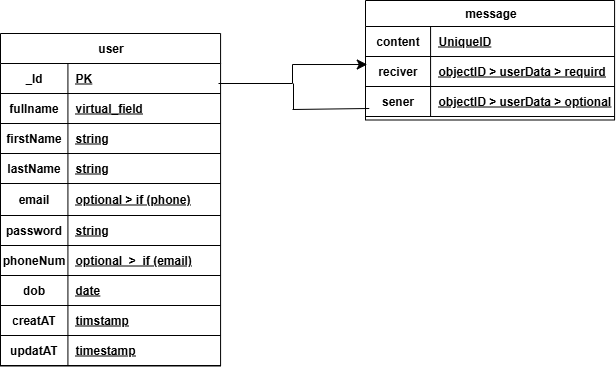 message
content UniqueID
reciver objectID > userData > requird
sener objectID > userData > optional
user
_Id PK
fullname virtual_field
firstName string
lastName string
email optional > if (phone)
password string
phoneNum optional > if (email)
dob date
creatAT timstamp
updatAT timestamp